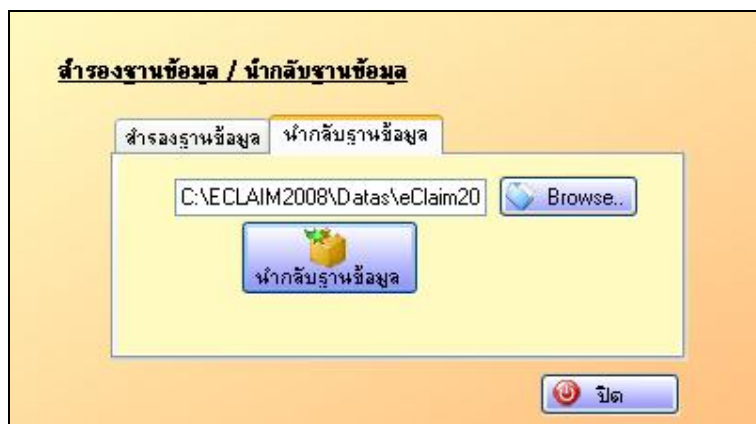 สำรองฐานข้อมูล / นำกลับฐานข้อมูล
สำรองฐานข้อมูล นำกลับฐานข้อมูล
C:\ECLAIM2008\Datas\eClaim20 Browse..
นำกลับฐานข้อมูล
ปิด